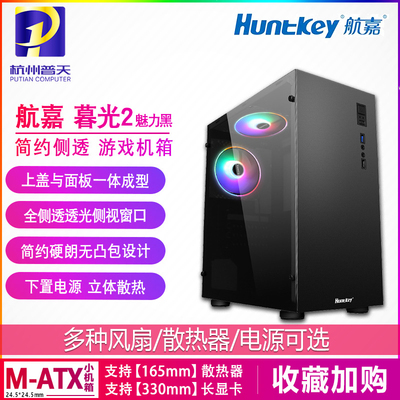 杭州普天
PUTIAN COMPUTER
Huntkey 航嘉
航嘉 暮光2魅力黑
简约侧透 游戏机箱
上盖与面板一体成型
全侧透透光侧视窗口
简约硬朗无凸包设计
下置电源 立体散热
Huntkey
多种风扇/散热器/电源可选
M-ATX小机箱
24.5*24.5mm
支持【165mm】散热器
支持【330mm】长显卡
收藏加购